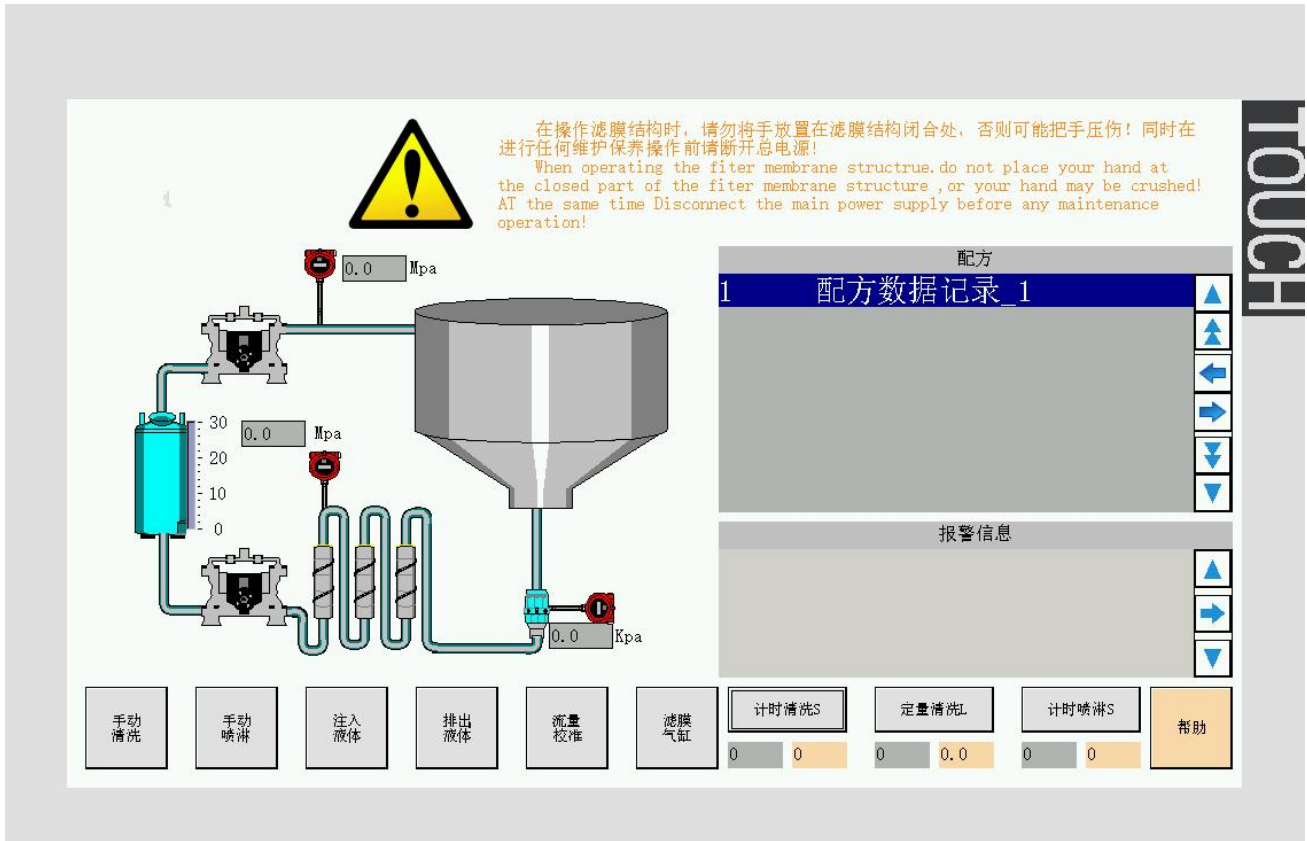 在操作滤膜结构时，请勿将手放置在滤膜结构闭合处，否则可能把手压伤！同时在
进行任何维护保养操作前请断开总电源！
When operating the fiter membrane structrue.do not place your hand at
the closed part of the fiter membrane structure ,or your hand may be crushed!
AT the same time Disconnect the main power supply before any maintenance
operation!
TOUCH
0.0 Mpa
配方
1 配方数据记录_1
30
20
10
0
0.0 Mpa
报警信息
0.0 Kpa
手动
清洗
手动
喷淋
注入
液体
排出
液体
流量
校准
滤膜
气缸
计时清洗S
0 0
定量清洗L
0 0.0
计时喷淋S
0 0
帮助